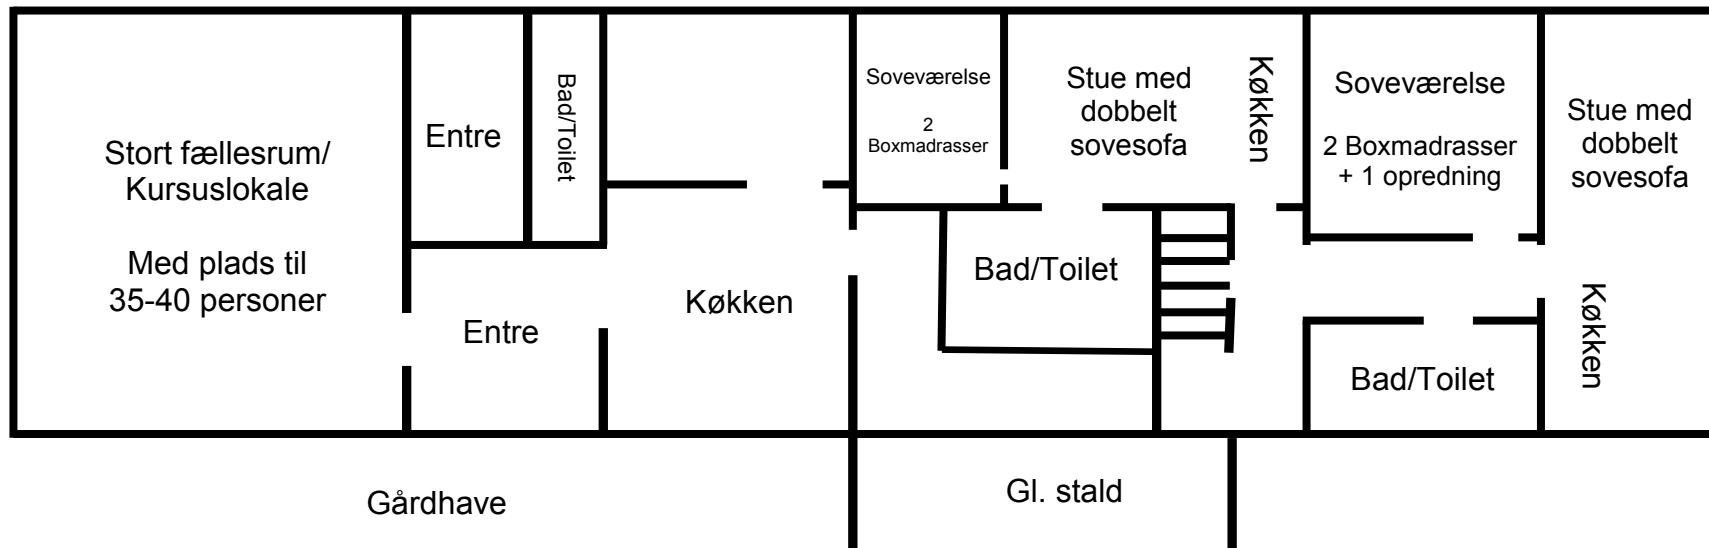 Stort fællesrum/
Kursuslokale
Med plads til
35-40 personer
Entre
Bad/Toilet
Entre
Køkken
Soveværelse
2
Boxmadrasser
Stue med
dobbelt
sovesofa
Køkken
Bad/Toilet
Soveværelse
2 Boxmadrasser
+ 1 opredning
Stue med
dobbelt
sovesofa
Køkken
Bad/Toilet
Gårdhave
Gl. stald